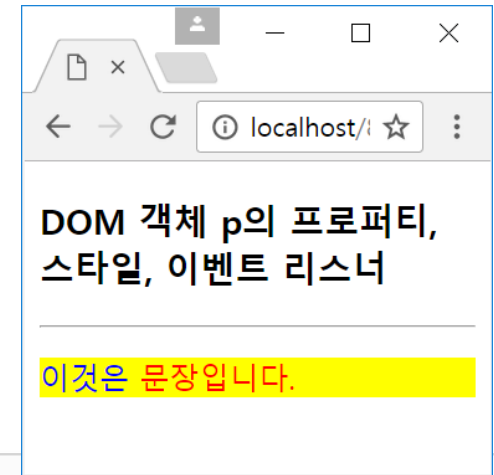 localhost/
DOM 객체 p의 프로퍼티,
스타일, 이벤트 리스너
이것은 문장입니다.